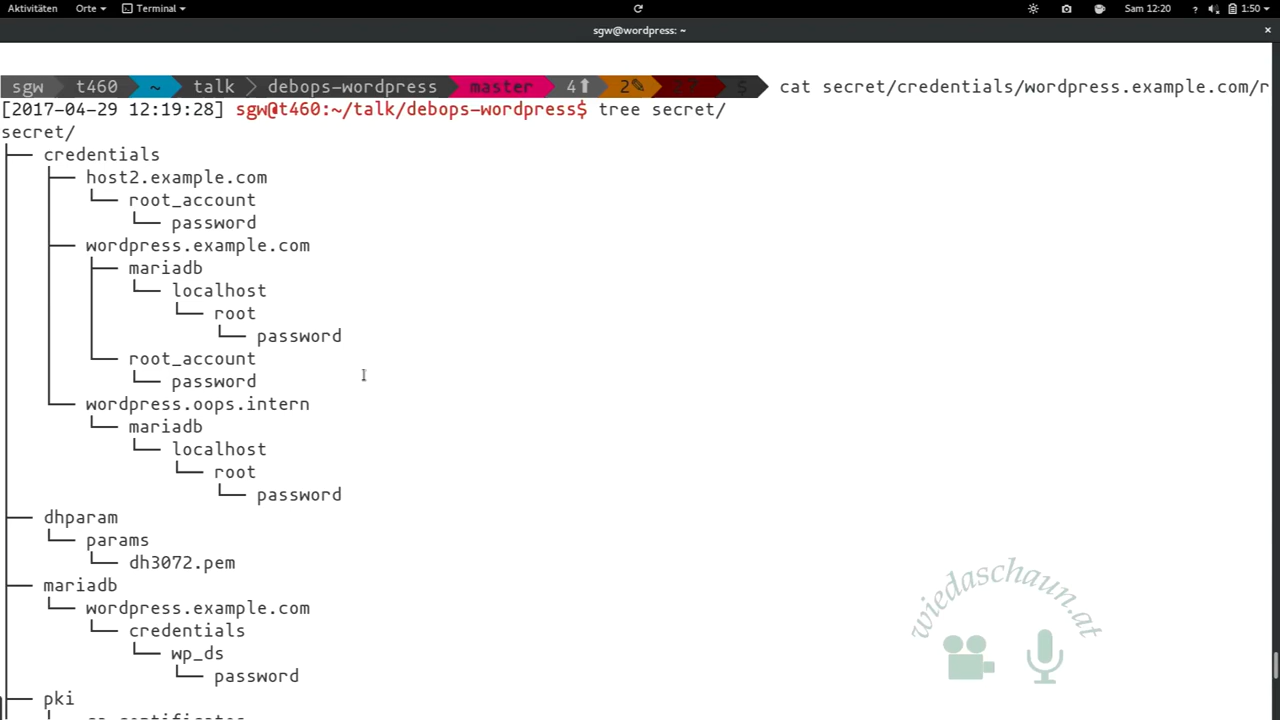 Aktivitäten Orte Terminal Sam 12:20 ? 1:50
sgw@wordpress: ~
sgw t460 ~ talk debops-wordpress master 4⬆ 2✎ $ cat secret/credentials/wordpress.example.com/r
[2017-04-29 12:19:28] sgw@t460:~/talk/debops-wordpress$ tree secret/
secret/
├── credentials
│   ├── host2.example.com
│   │   └── root_account
│   │       └── password
│   ├── wordpress.example.com
│   │   ├── mariadb
│   │   │   └── localhost
│   │   │       └── root
│   │   │           └── password
│   │   └── root_account
│   │       └── password
│   └── wordpress.oops.intern
│       └── mariadb
│           └── localhost
│               └── root
│                   └── password
├── dhparam
│   └── params
│       └── dh3072.pem
├── mariadb
│   └── wordpress.example.com
│       └── credentials
│           └── wp_ds
│               └── password
├── pki
wiedaschaun.at